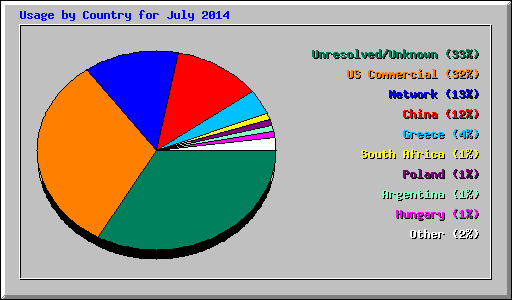 Usage by Country for July 2014
Unresolved/Unknown (33%)
US Commercial (32%)
Network (13%)
China (12%)
Greece (4%)
South Africa (1%)
Poland (1%)
Argentina (1%)
Hungary (1%)
Other (2%)